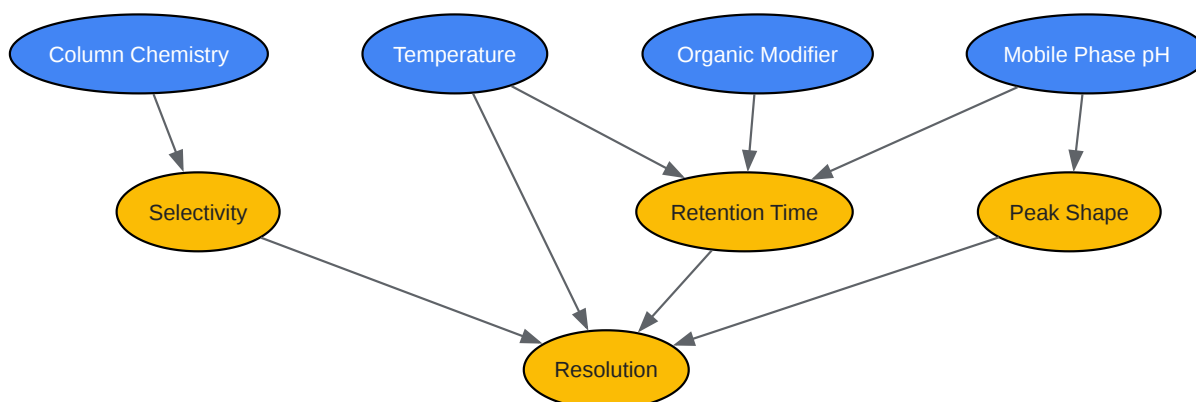 Column Chemistry
Temperature
Organic Modifier
Mobile Phase pH
Selectivity
Retention Time
Peak Shape
Resolution